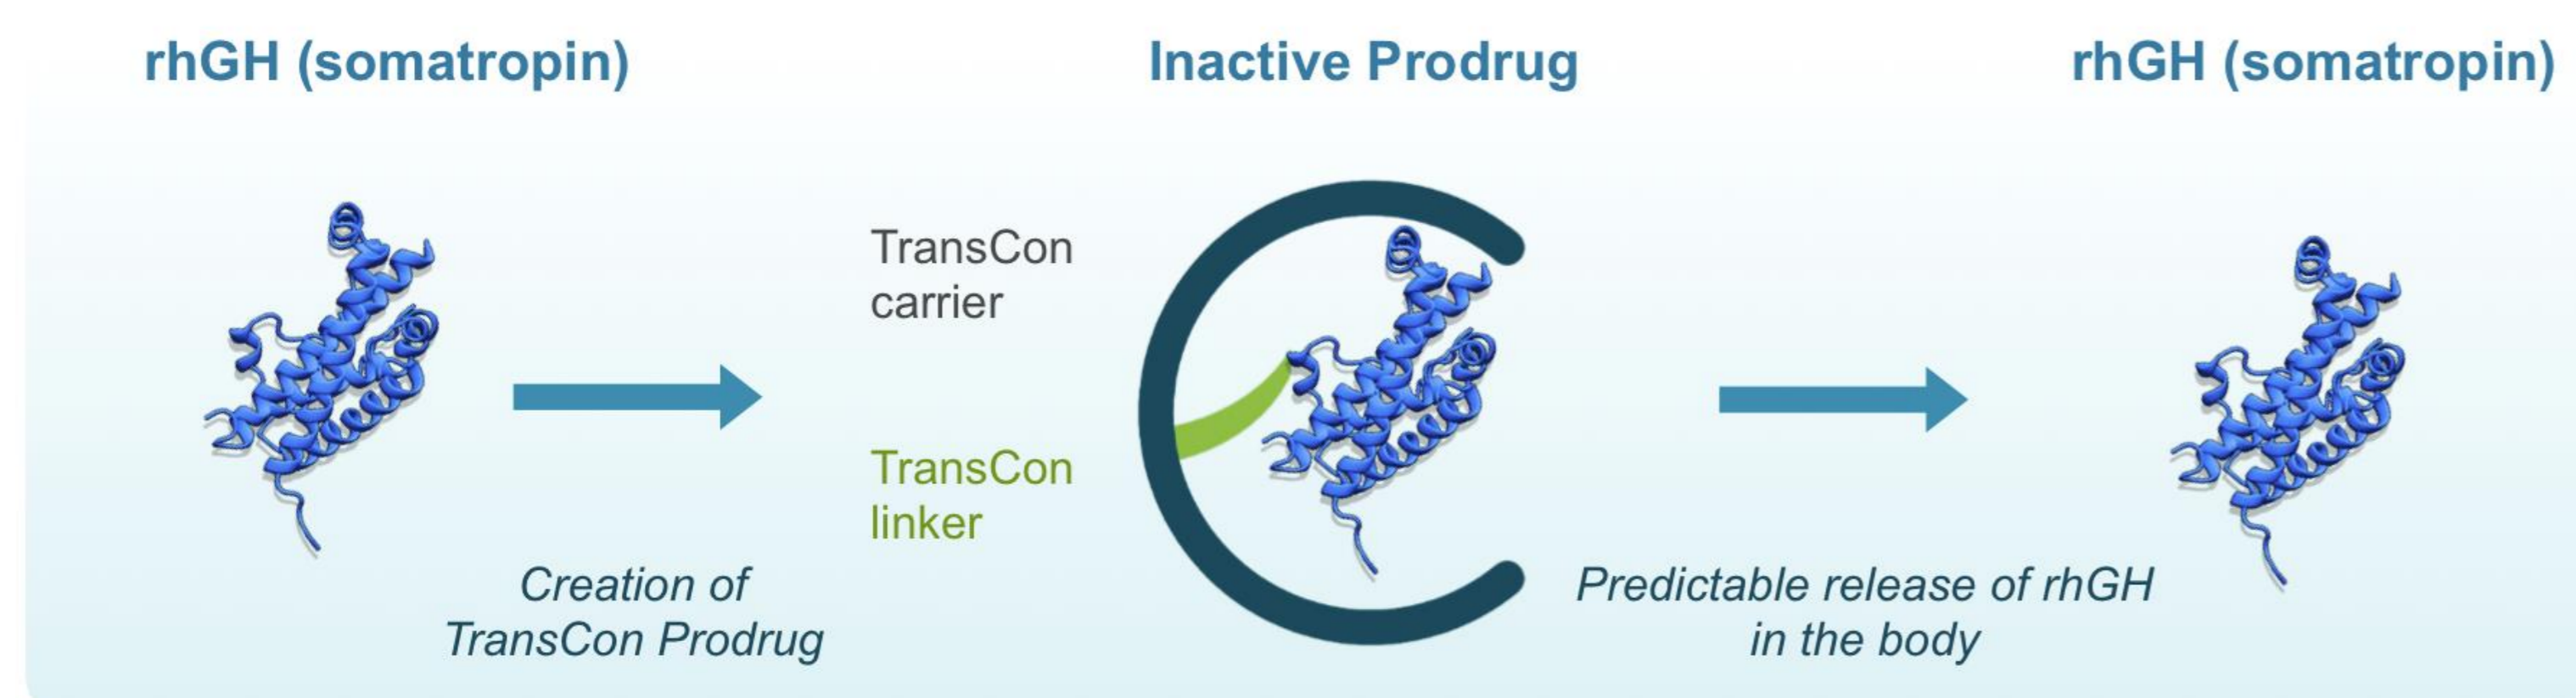 rhGH (somatropin)
Inactive Prodrug
rhGH (somatropin)
TransCon
carrier
TransCon
linker
Creation of
TransCon Prodrug
Predictable release of rhGH
in the body